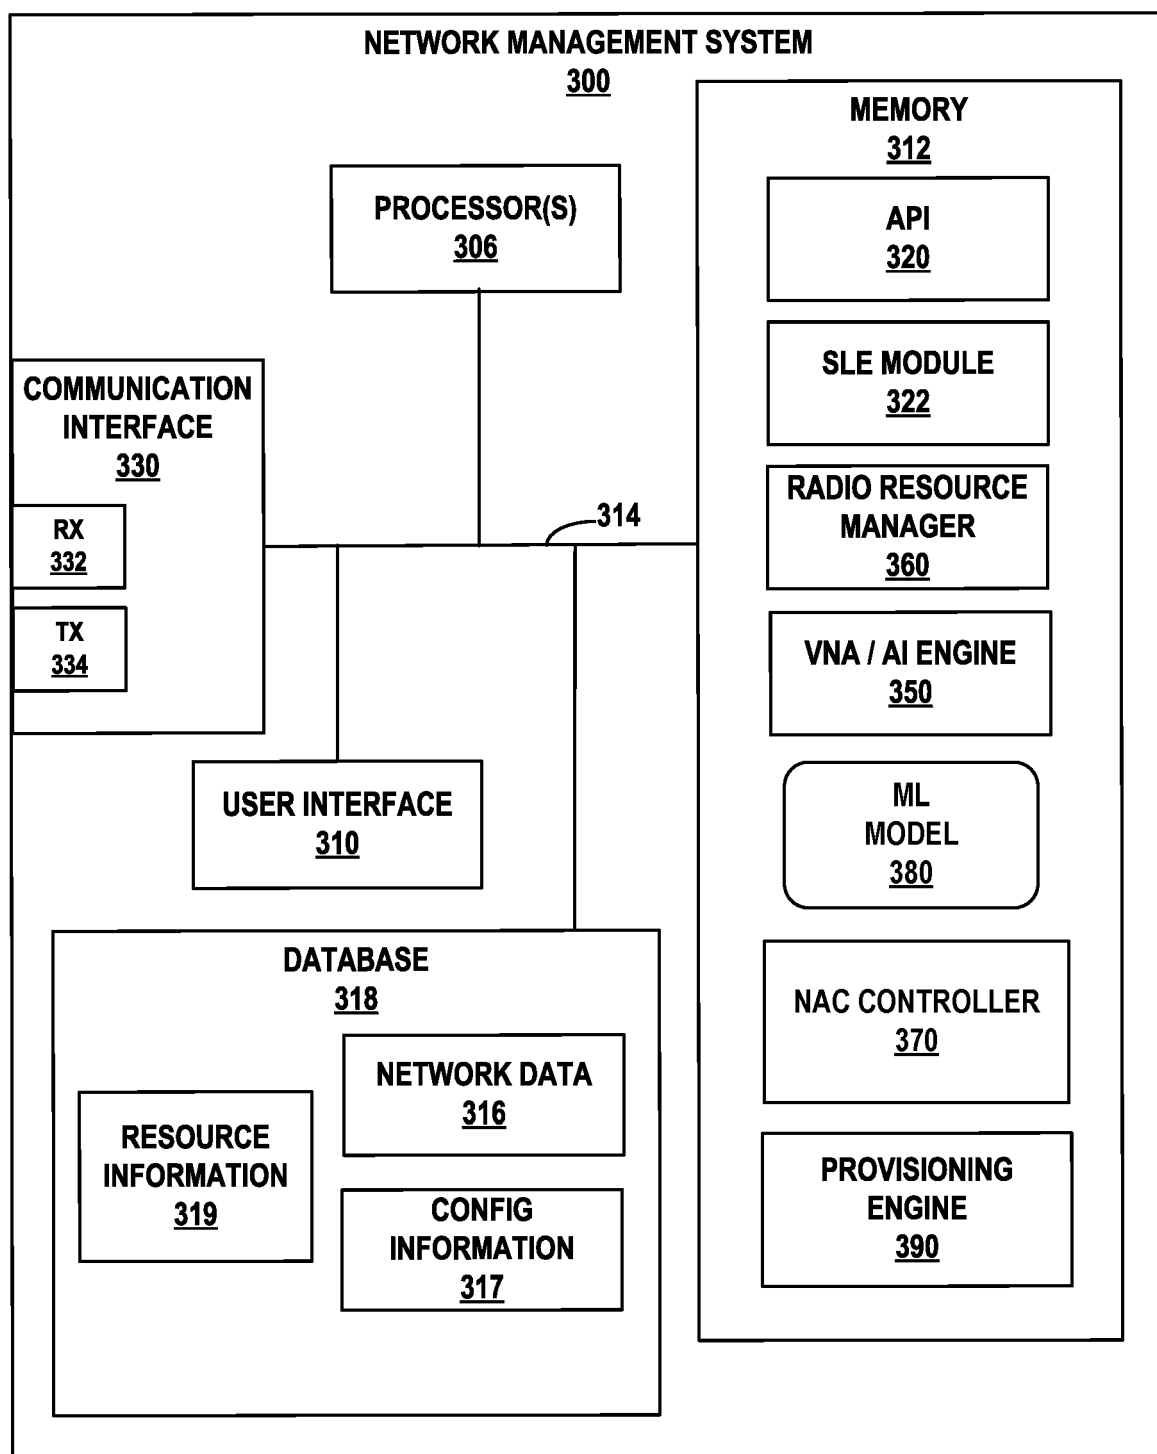 NETWORK MANAGEMENT SYSTEM
300
PROCESSOR(S)
306
COMMUNICATION
INTERFACE
330
RX
332
TX
334
314
USER INTERFACE
310
DATABASE
318
NETWORK DATA
316
RESOURCE
INFORMATION
319
CONFIG
INFORMATION
317
MEMORY
312
API
320
SLE MODULE
322
RADIO RESOURCE
MANAGER
360
VNA / AI ENGINE
350
ML
MODEL
380
NAC CONTROLLER
370
PROVISIONING
ENGINE
390